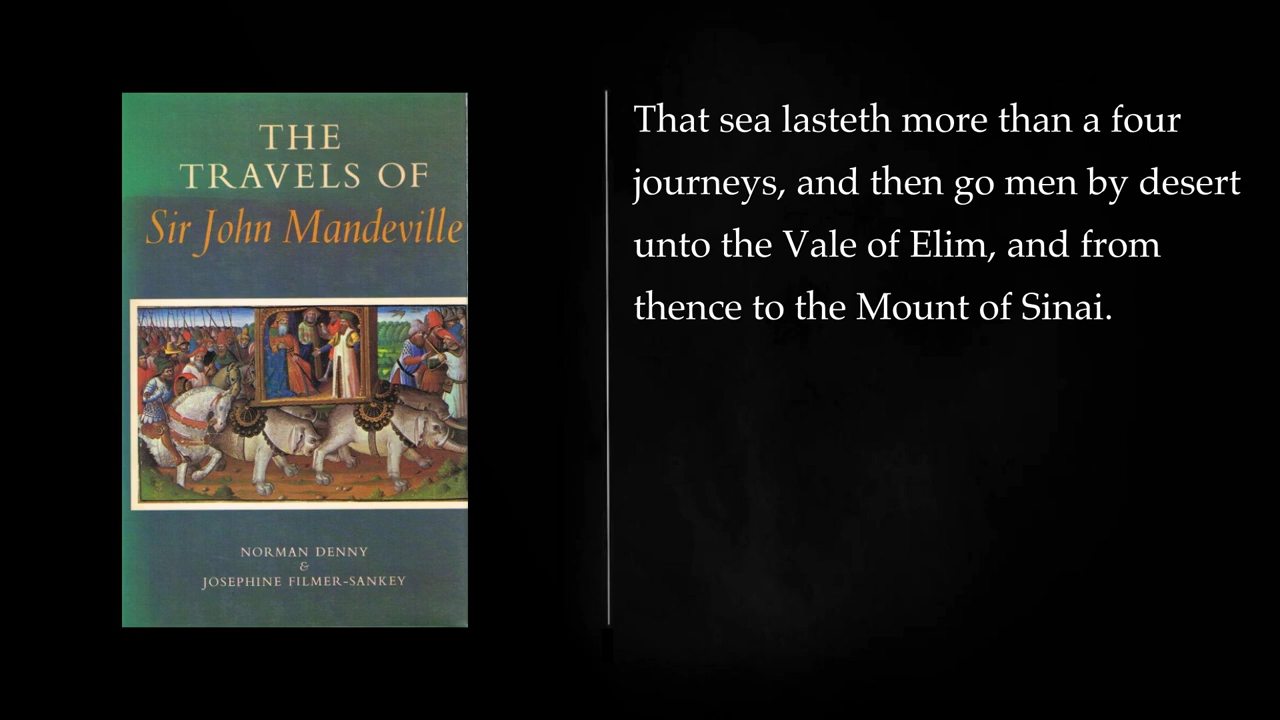 THE
TRAVELS OF
Sir John Mandeville
NORMAN DENNY
&
JOSEPHINE FILMER-SANKEY
That sea lasteth more than a four
journeys, and then go men by desert
unto the Vale of Elim, and from
thence to the Mount of Sinai.